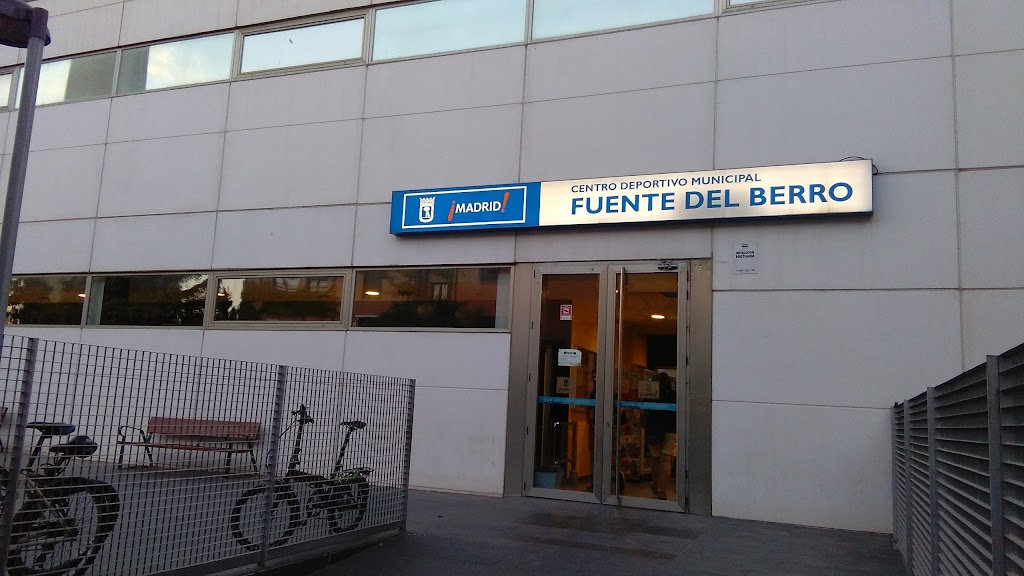 ¡MADRID!
CENTRO DEPORTIVO MUNICIPAL
FUENTE DEL BERRO